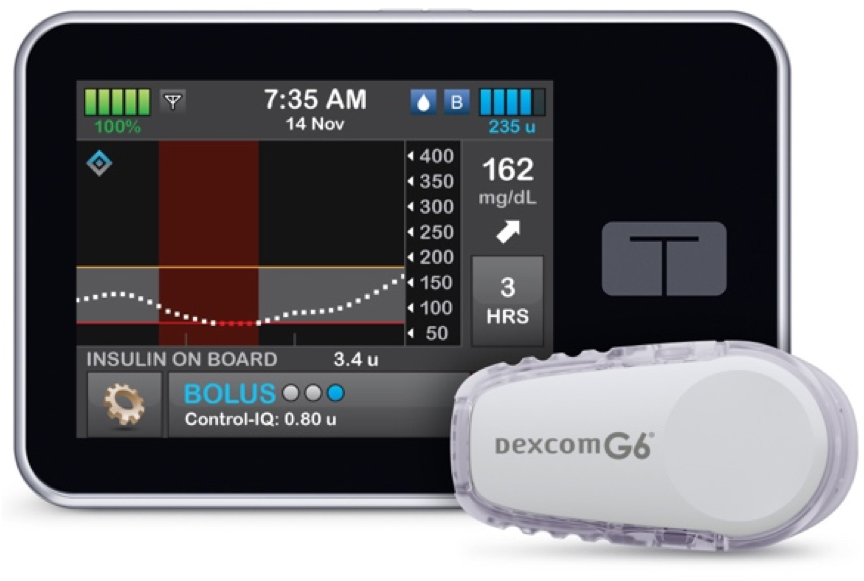 7:35 AM
14 Nov
100%
B
235 u
400
350
300
250
200
150
100
50
162
mg/dL
3
HRS
INSULIN ON BOARD 3.4 u
BOLUS
Control-IQ: 0.80 u
T
Dexcom G6®